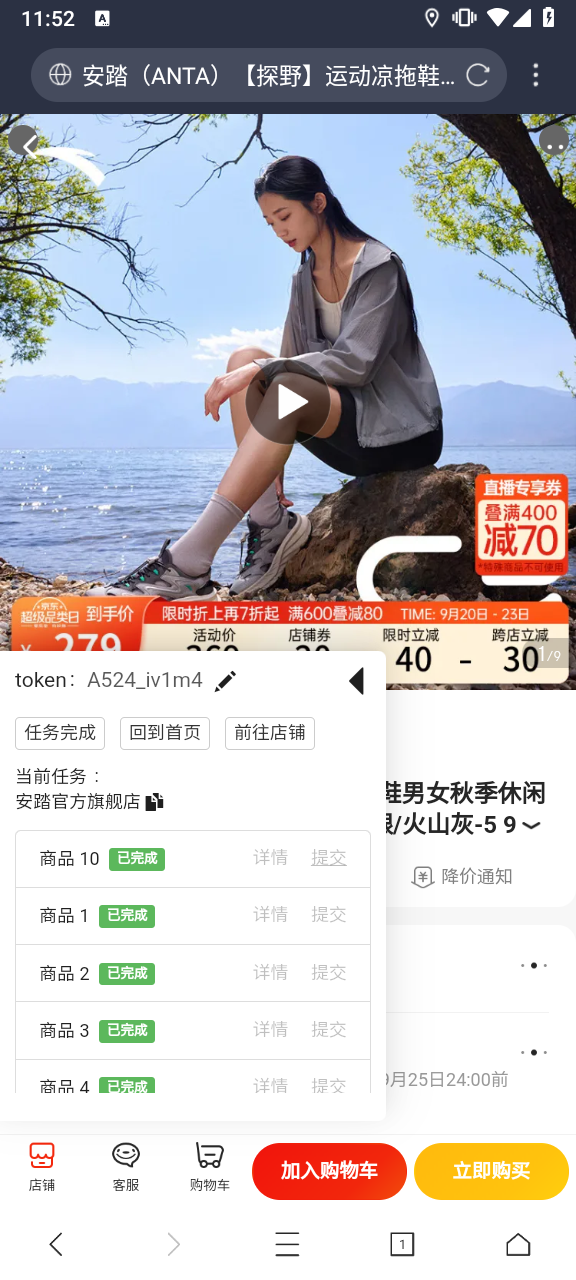 11:52
A
安踏（ANTA）【探野】运动凉拖鞋...
直播专享券
叠满400
减70
*特殊商品不可使用
京东
超级品类日
到手价
限时折上再7折起 满600叠减80 TIME: 9月20日 - 23日
活动价 店铺券 限时立减 跨店立减
¥ 279
40 - 30
1/9
token： A524_iv1m4
任务完成 回到首页 前往店铺
当前任务：
安踏官方旗舰店
鞋男女秋季休闲
/火山灰-5 9
商品 10 已完成 详情 提交
降价通知
商品 1 已完成 详情 提交
商品 2 已完成 详情 提交
商品 3 已完成 详情 提交
商品 4 已完成 详情 提交
9月25日24:00前
店铺 客服 购物车 加入购物车 立即购买
1